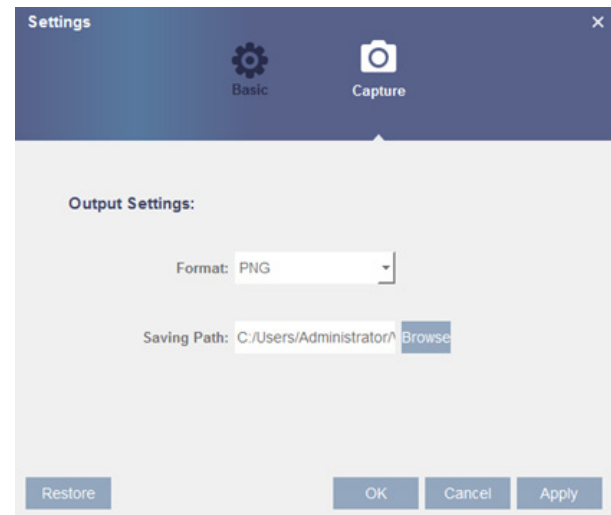 Settings
Basic
Capture
Output Settings:
Format: PNG
Saving Path: C:/Users/Administrator/ Browse
Restore
OK
Cancel
Apply